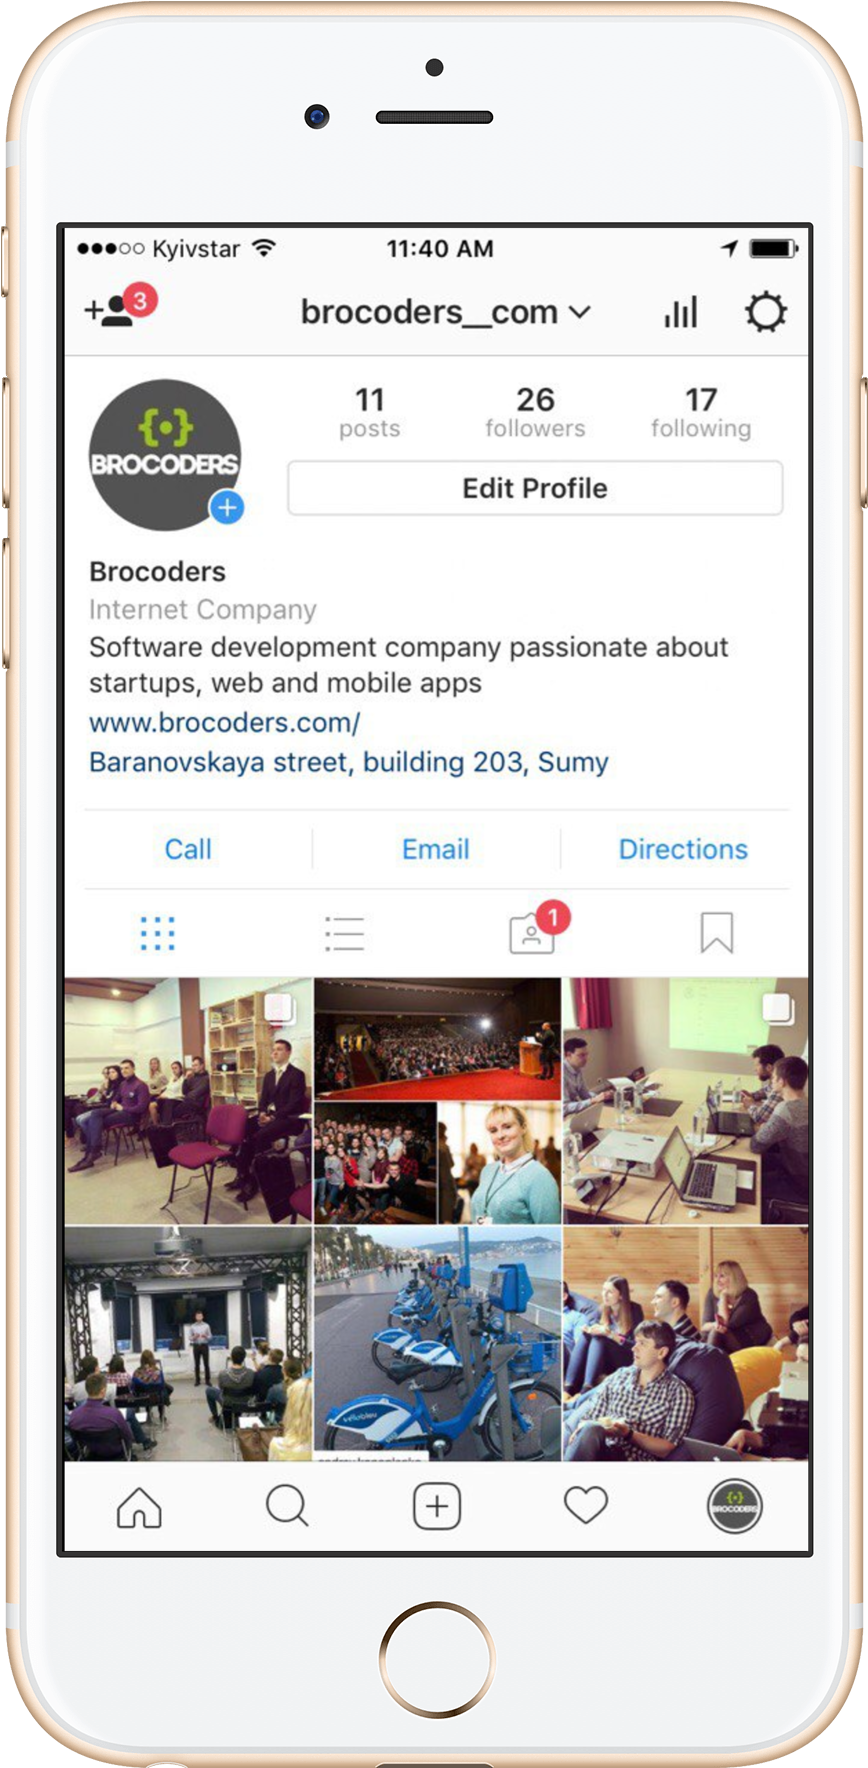 Kyivstar
11:40 AM
3
brocoders__com
11
26
17
posts
followers
following
{•}
BROCODERS
Edit Profile
Brocoders
Internet Company
Software development company passionate about
startups, web and mobile apps
www.brocoders.com/
Baranovskaya street, building 203, Sumy
Call
Email
Directions
1
BROCODERS